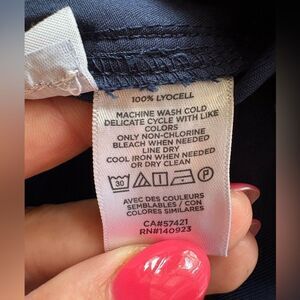 100% LYOCELL
MACHINE WASH COLD
DELICATE CYCLE WITH LIKE
COLORS
ONLY NON-CHLORINE
BLEACH WHEN NEEDED
LINE DRY
COOL IRON WHEN NEEDED
OR DRY CLEAN
30 P
AVEC DES COULEURS
SEMBLABLES / CON
COLORES SIMILARES
CA#57421
RN#140923